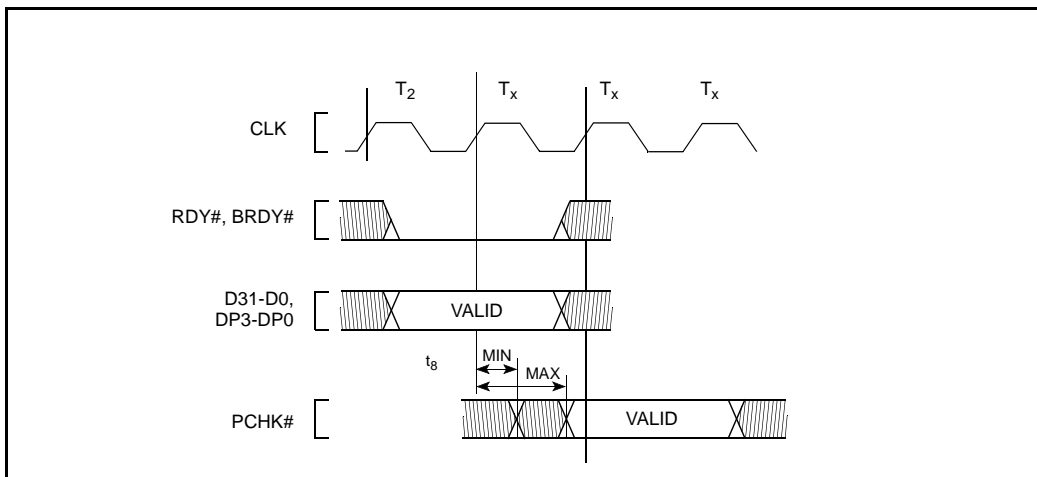 T2 Tx Tx Tx
CLK
RDY#, BRDY#
D31-D0,
DP3-DP0
VALID
t8 MIN
MAX
PCHK#
VALID